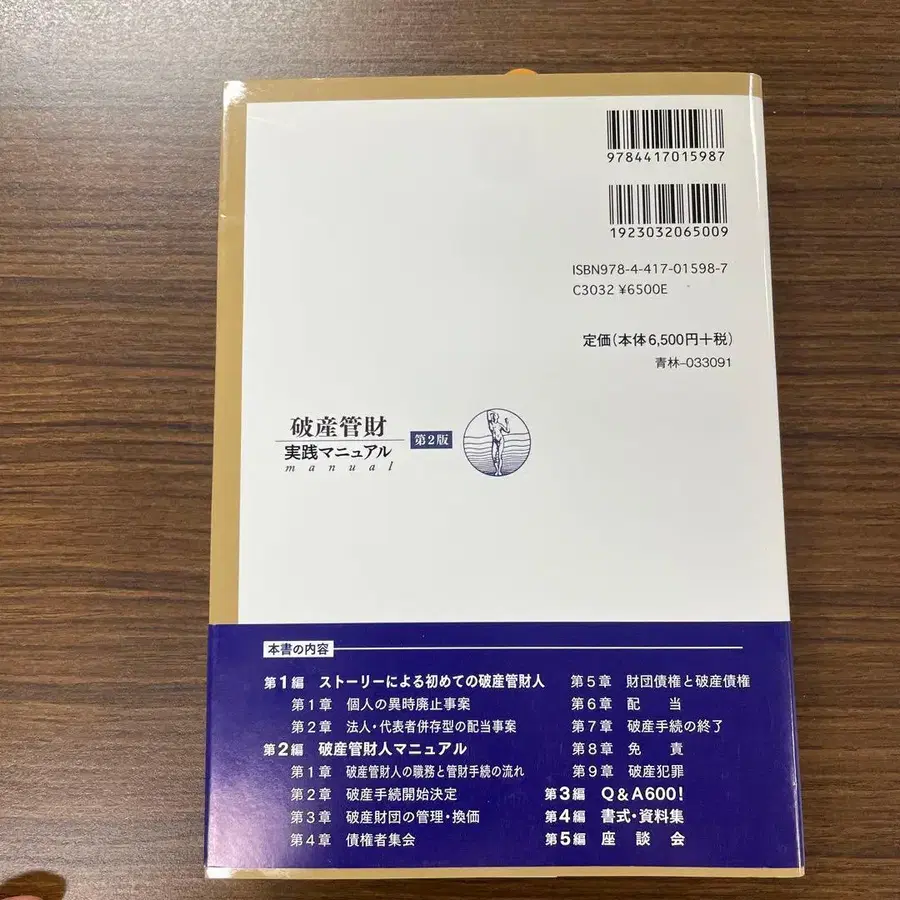 9784417015987
1923032065009
ISBN978-4-417-01598-7
C3032 ¥6500E
定価(本体6,500円+税)
青林-033091
破産管財
実践マニュアル
manual
第2版
本書の内容
第1編 ストーリーによる初めての破産管財人
第1章 個人の異時廃止事案
第2章 法人・代表者併存型の配当事案
第2編 破産管財人マニュアル
第1章 破産管財人の職務と管財手続の流れ
第2章 破産手続開始決定
第3章 破産財団の管理・換価
第4章 債権者集会
第5章 財団債権と破産債権
第6章 配当
第7章 破産手続の終了
第8章 免責
第9章 破産犯罪
第3編 Q&A600!
第4編 書式・資料集
第5編 座談会